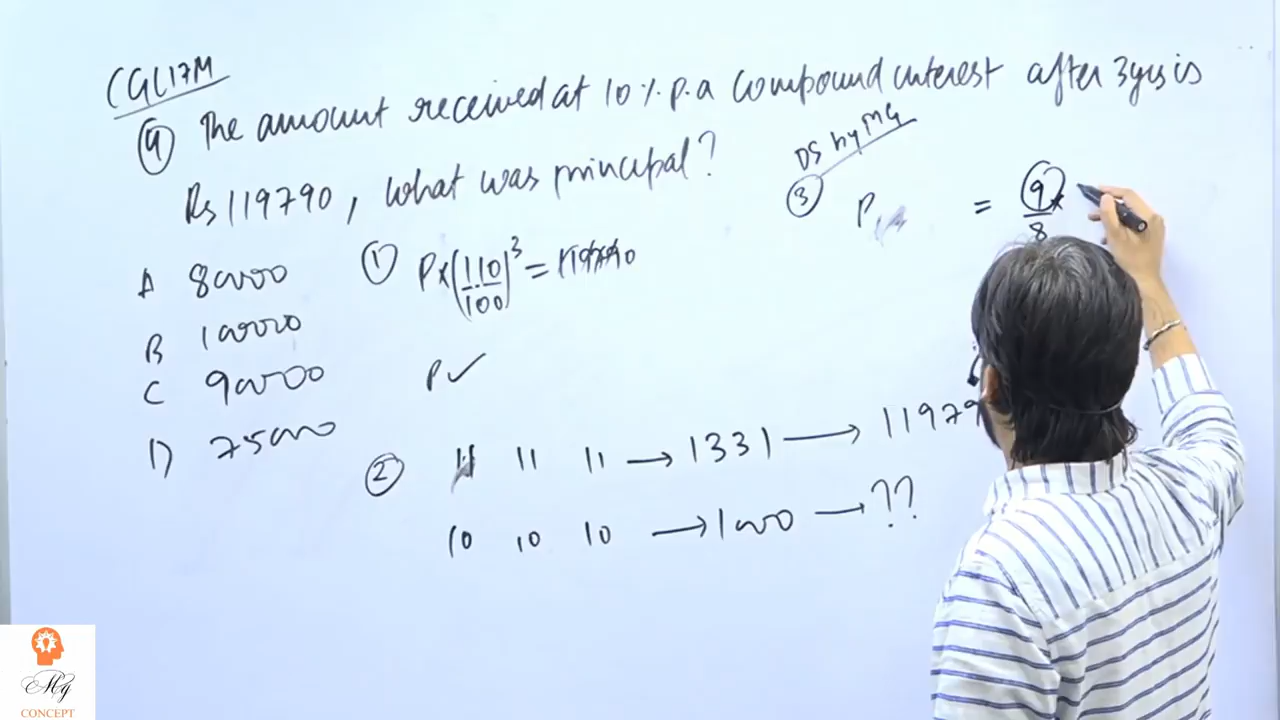 CGL17M
(9) The amount received at 10% p.a compound interest after 3yrs is
Rs 119790, what was principal?
A 80000
B 100000
C 90000
D 75000
(1) P×(110/100)³ = 119790
P✓
(2) 11 11 11 → 1331 → 11979
10 10 10 → 1000 → ??
DS by MG
(3) P = 9×
8
Mg
CONCEPT